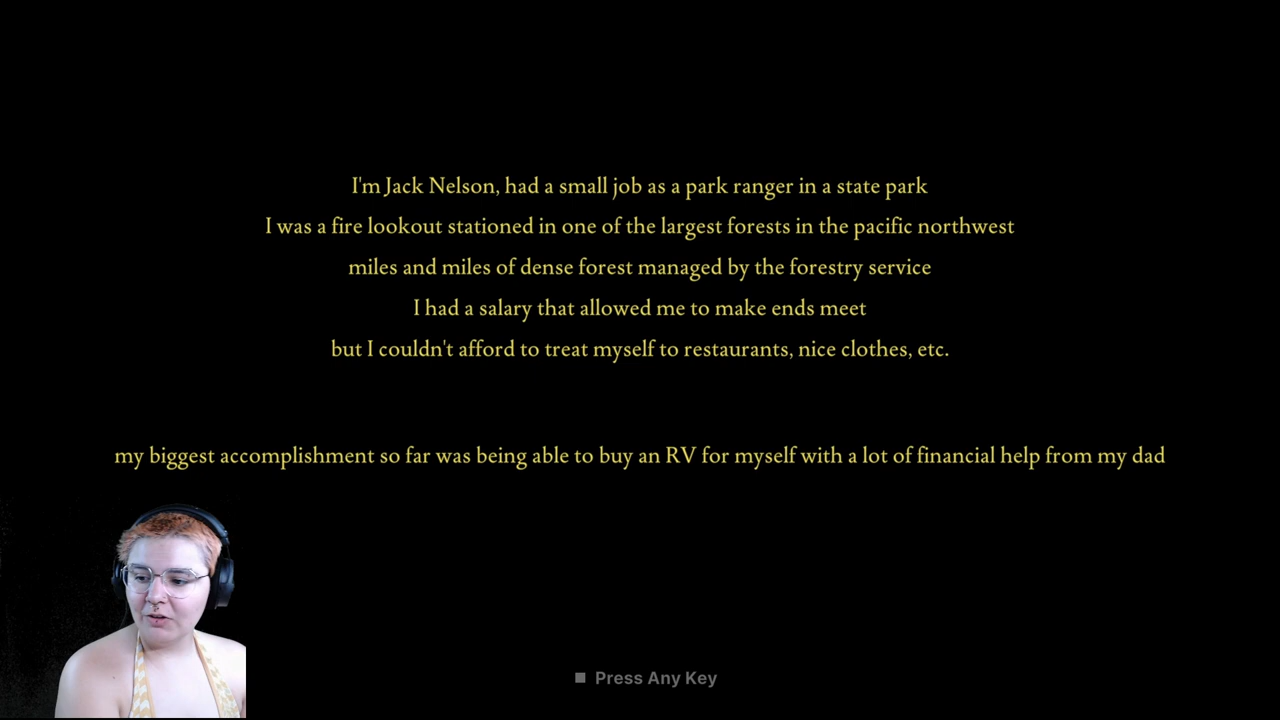 I'm Jack Nelson, had a small job as a park ranger in a state park
I was a fire lookout stationed in one of the largest forests in the pacific northwest
miles and miles of dense forest managed by the forestry service
I had a salary that allowed me to make ends meet
but I couldn't afford to treat myself to restaurants, nice clothes, etc.
my biggest accomplishment so far was being able to buy an RV for myself with a lot of financial help from my dad
Press Any Key